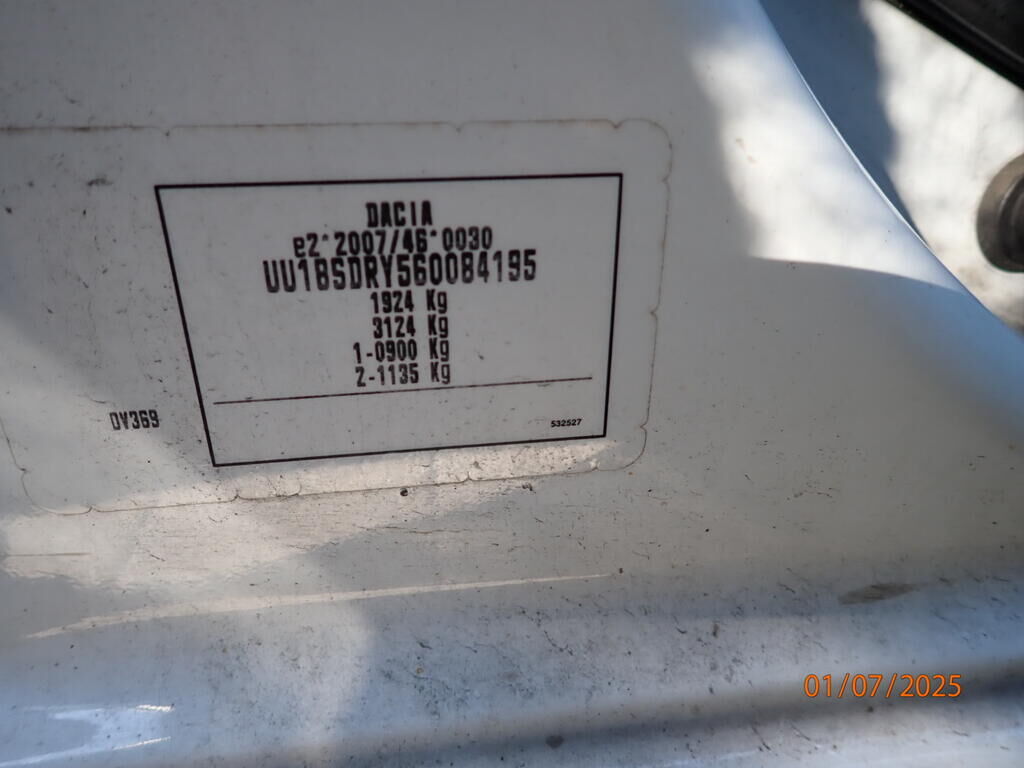 DACIA
e2*2007/46*0030
UU1BSDRY560084195
1924 Kg
3124 Kg
1-0900 Kg
2-1135 Kg
DV369
532527
01/07/2025